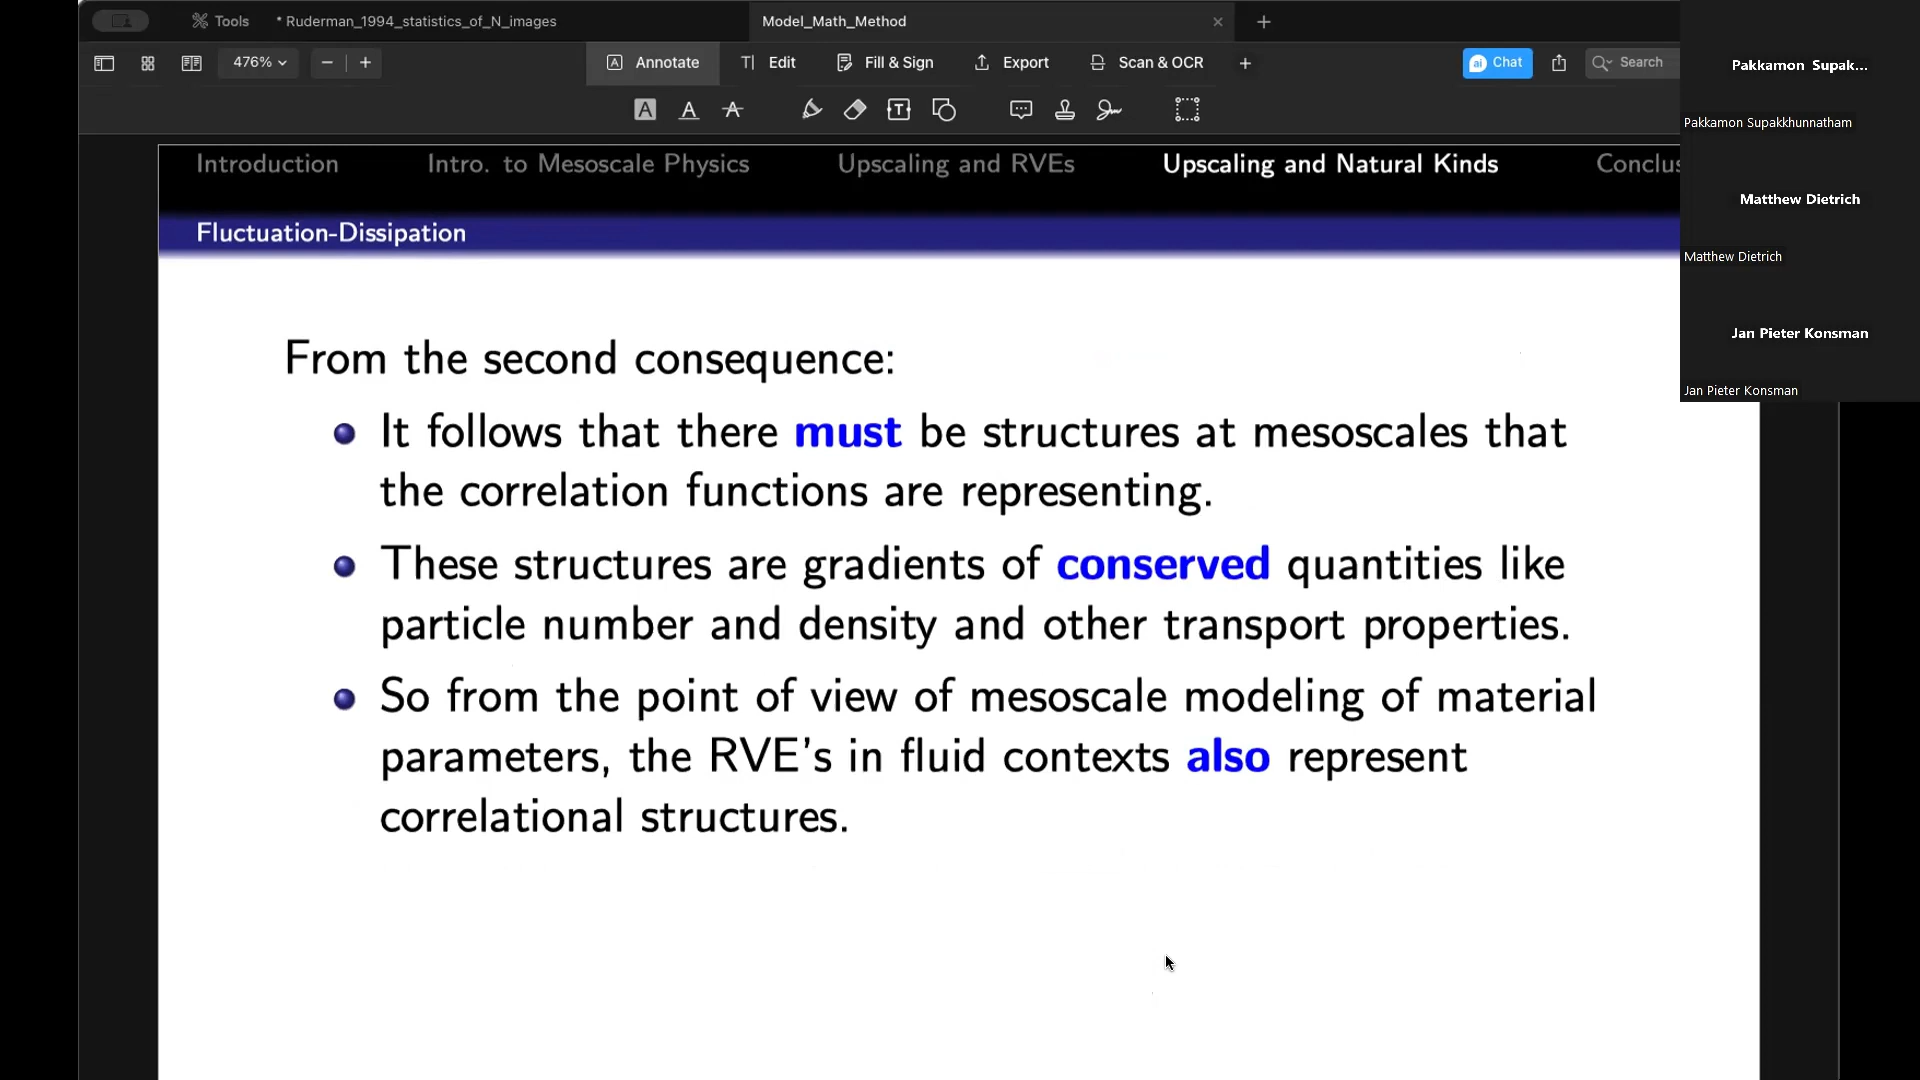 Tools
* Ruderman_1994_statistics_of_N_images
Model_Math_Method
476%
Annotate
Edit
Fill & Sign
Export
Scan & OCR
ai Chat
Search
Introduction
Intro. to Mesoscale Physics
Upscaling and RVEs
Upscaling and Natural Kinds
Conclus
Fluctuation-Dissipation
From the second consequence:
It follows that there must be structures at mesoscales that
the correlation functions are representing.
These structures are gradients of conserved quantities like
particle number and density and other transport properties.
So from the point of view of mesoscale modeling of material
parameters, the RVE's in fluid contexts also represent
correlational structures.
Pakkamon Supak...
Pakkamon Supakkhunnatham
Matthew Dietrich
Matthew Dietrich
Jan Pieter Konsman
Jan Pieter Konsman